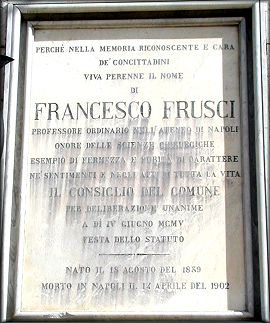 PERCHÉ NELLA MEMORIA RICONOSCENTE E CARA
DE' CONCITTADINI
VIVA PERENNE IL NOME
DI
FRANCESCO FRUSCI
PROFESSORE ORDINARIO NELL'ATENEO DI NAPOLI
ONORE DELLE SCIENZE CHIRURGICHE
ESEMPIO DI FERMEZZA E PURITÀ DI CARATTERE
NE' SENTIMENTI E NEGLI ATTI DI TUTTA LA VITA
IL CONSIGLIO DEL COMUNE
PER DELIBERAZIONE UNANIME
A DÌ IV GIUGNO MCMV
FESTA DELLO STATUTO
NATO IL 18 AGOSTO DEL 1839
MORTO IN NAPOLI IL APRILE DEL 1902